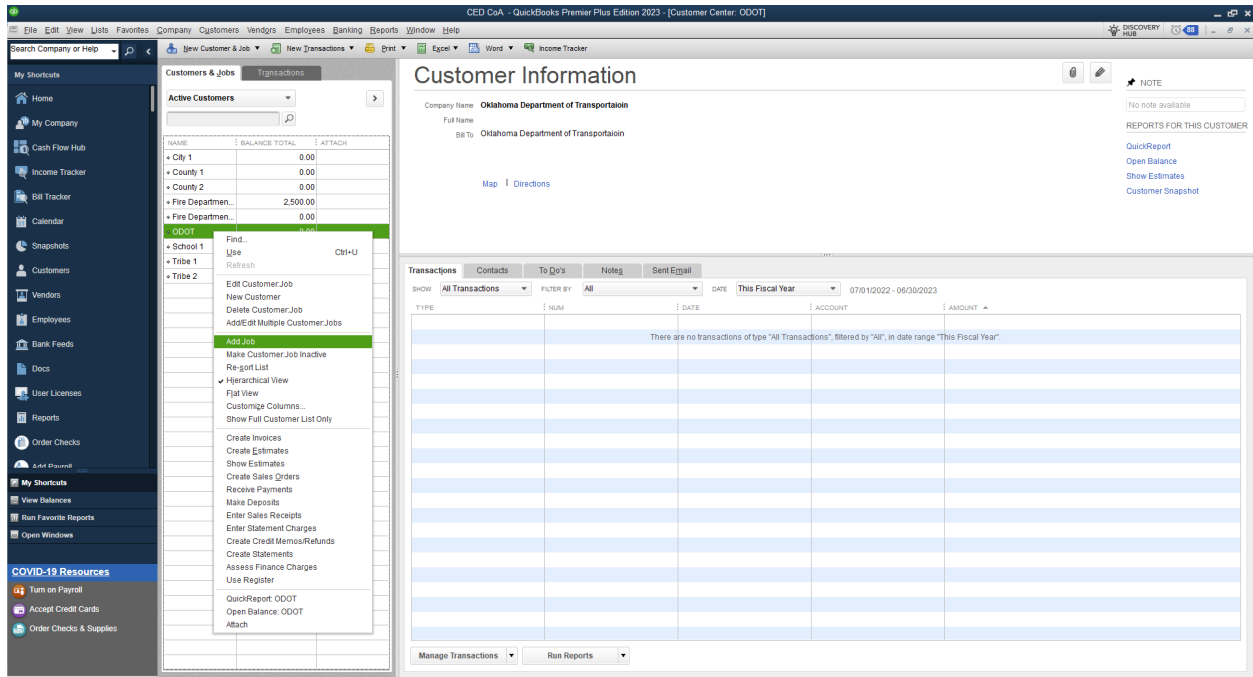 CED CoA - QuickBooks Premier Plus Edition 2023 - [Customer Center: ODOT]
File Edit View Lists Favorites Company Customers Vendors Employees Banking Reports Window Help
DISCOVERY HUB 88
Search Company or Help
New Customer & Job New Transactions Print Excel Word Income Tracker
My Shortcuts
Home
My Company
Cash Flow Hub
Income Tracker
Bill Tracker
Calendar
Snapshots
Customers
Vendors
Employees
Bank Feeds
Docs
User Licenses
Reports
Order Checks
Add Payroll
My Shortcuts
View Balances
Run Favorite Reports
Open Windows
COVID-19 Resources
Turn on Payroll
Accept Credit Cards
Order Checks & Supplies
Customers & Jobs Transactions
Active Customers
NAME BALANCE TOTAL ATTACH
City 1 0.00
County 1 0.00
County 2 0.00
Fire Departmen... 2,500.00
Fire Departmen... 0.00
ODOT 0.00
School 1
Tribe 1
Tribe 2
Find...
Use Ctrl+U
Refresh
Edit Customer:Job
New Customer
Delete Customer:Job
Add/Edit Multiple Customer:Jobs
Add Job
Make Customer:Job Inactive
Re-sort List
Hierarchical View
Flat View
Customize Columns...
Show Full Customer List Only
Create Invoices
Create Estimates
Show Estimates
Create Sales Orders
Receive Payments
Make Deposits
Enter Sales Receipts
Enter Statement Charges
Create Credit Memos/Refunds
Create Statements
Assess Finance Charges
Use Register
QuickReport: ODOT
Open Balance: ODOT
Attach
Customer Information
Company Name Oklahoma Department of Transportaioin
Full Name
Bill To Oklahoma Department of Transportaioin
Map | Directions
NOTE
No note available
REPORTS FOR THIS CUSTOMER
QuickReport
Open Balance
Show Estimates
Customer Snapshot
Transactions Contacts To Do's Notes Sent Email
SHOW All Transactions FILTER BY All DATE This Fiscal Year 07/01/2022 - 06/30/2023
TYPE NUM DATE ACCOUNT AMOUNT
There are no transactions of type "All Transactions", filtered by "All", in date range "This Fiscal Year".
Manage Transactions Run Reports